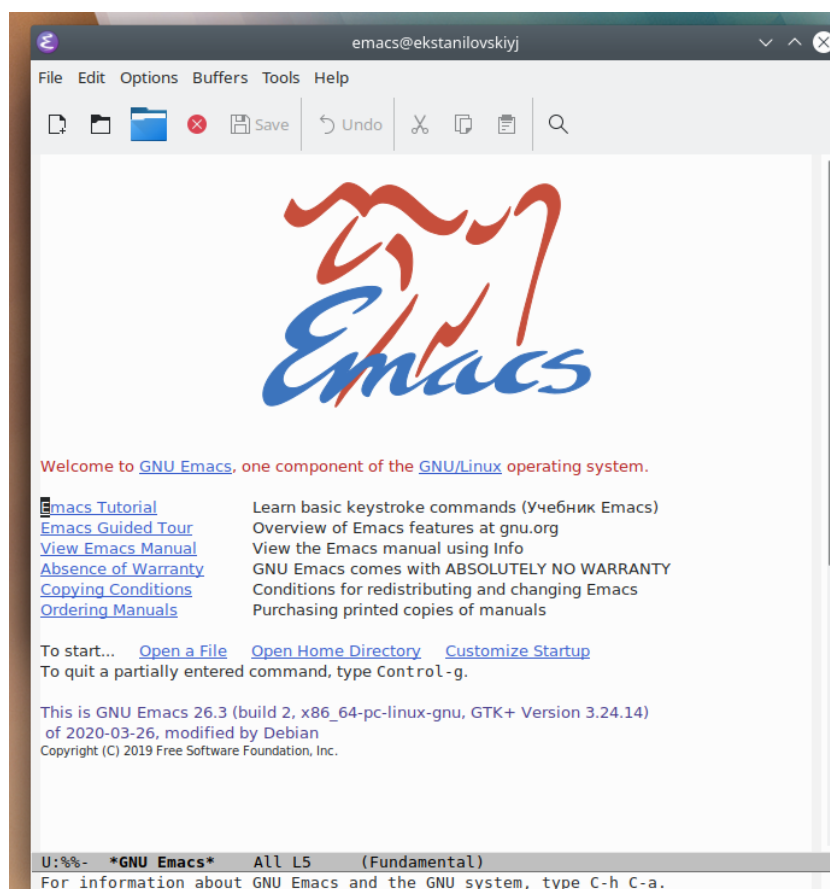 emacs@ekstanilovskiyj
File Edit Options Buffers Tools Help
Save Undo
Emacs
Welcome to GNU Emacs, one component of the GNU/Linux operating system.
Emacs Tutorial Learn basic keystroke commands (Учебник Emacs)
Emacs Guided Tour Overview of Emacs features at gnu.org
View Emacs Manual View the Emacs manual using Info
Absence of Warranty GNU Emacs comes with ABSOLUTELY NO WARRANTY
Copying Conditions Conditions for redistributing and changing Emacs
Ordering Manuals Purchasing printed copies of manuals
To start... Open a File Open Home Directory Customize Startup
To quit a partially entered command, type Control-g.
This is GNU Emacs 26.3 (build 2, x86_64-pc-linux-gnu, GTK+ Version 3.24.14)
of 2020-03-26, modified by Debian
Copyright (C) 2019 Free Software Foundation, Inc.
U:%%- *GNU Emacs* All L5 (Fundamental)
For information about GNU Emacs and the GNU system, type C-h C-a.